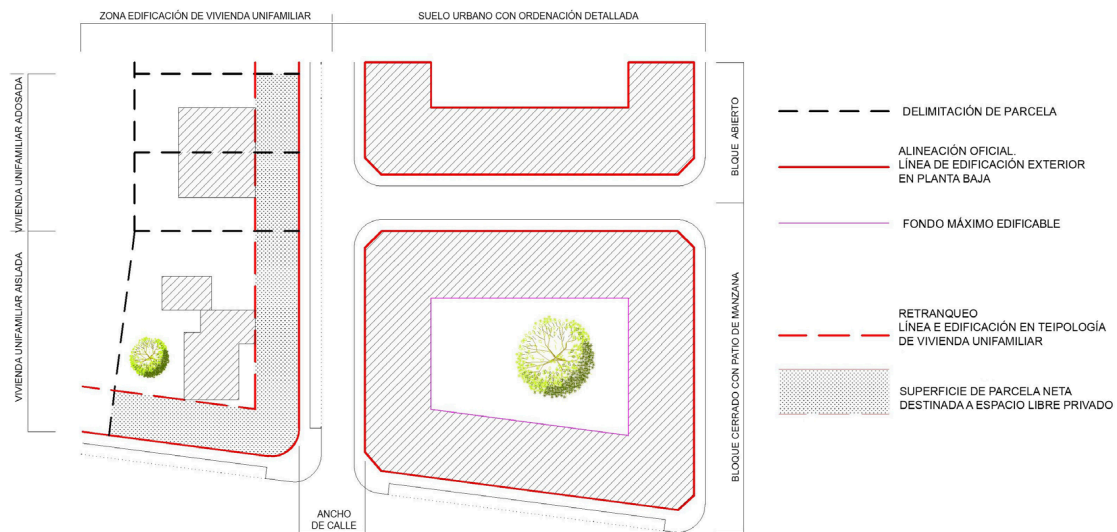 ZONA EDIFICACIÓN DE VIVIENDA UNIFAMILIAR
SUELO URBANO CON ORDENACIÓN DETALLADA
VIVIENDA UNIFAMILIAR ADOSADA
VIVIENDA UNIFAMILIAR AISLADA
BLQUE ABIERTO
BLOQUE CERRADO CON PATIO DE MANZANA
ANCHO
DE CALLE
DELIMITACIÓN DE PARCELA
ALINEACIÓN OFICIAL.
LÍNEA DE EDIFICACIÓN EXTERIOR
EN PLANTA BAJA
FONDO MÁXIMO EDIFICABLE
RETRANQUEO
LÍNEA E EDIFICACIÓN EN TEIPOLOGÍA
DE VIVIENDA UNIFAMILIAR
SUPERFICIE DE PARCELA NETA
DESTINADA A ESPACIO LIBRE PRIVADO